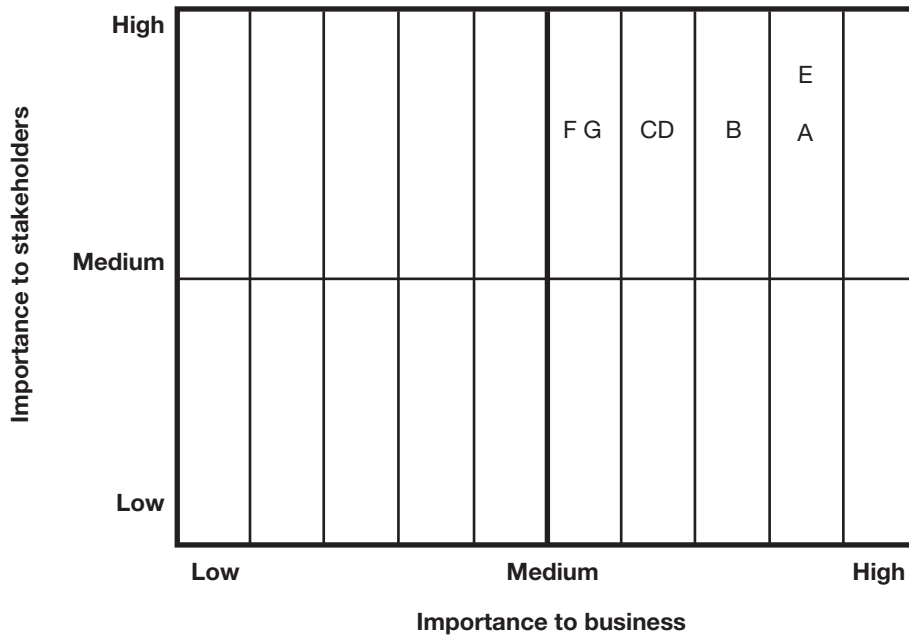 High
E
F G CD B A
Medium
Low
Low Medium High
Importance to business
Importance to stakeholders